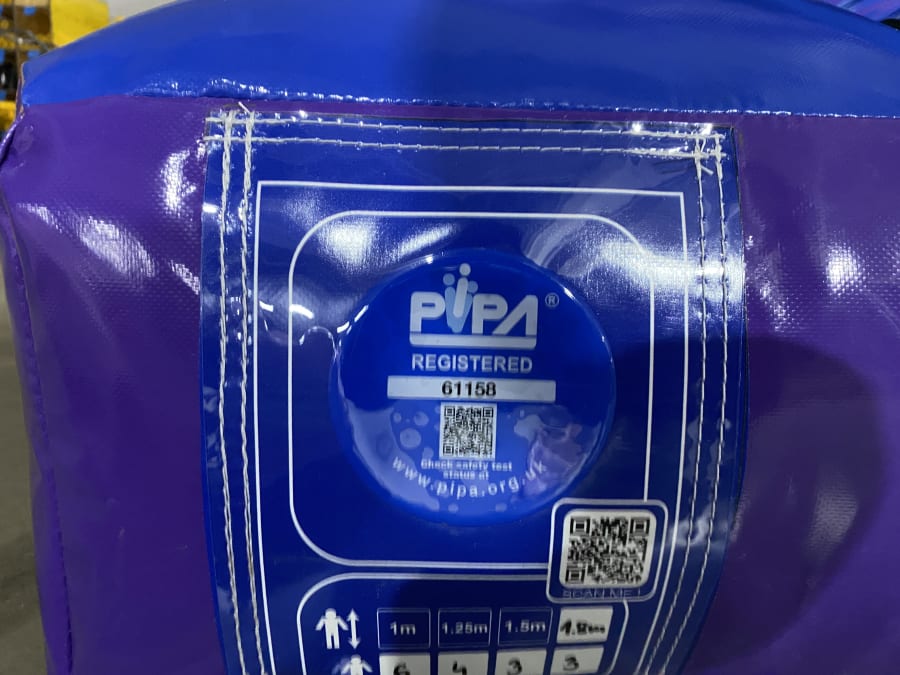 PIPA®
REGISTERED
61158
Check safety test
status at
www.pipa.org.uk
SCAN ME !
1m 1.25m 1.5m 1.8m
6 4 3 3